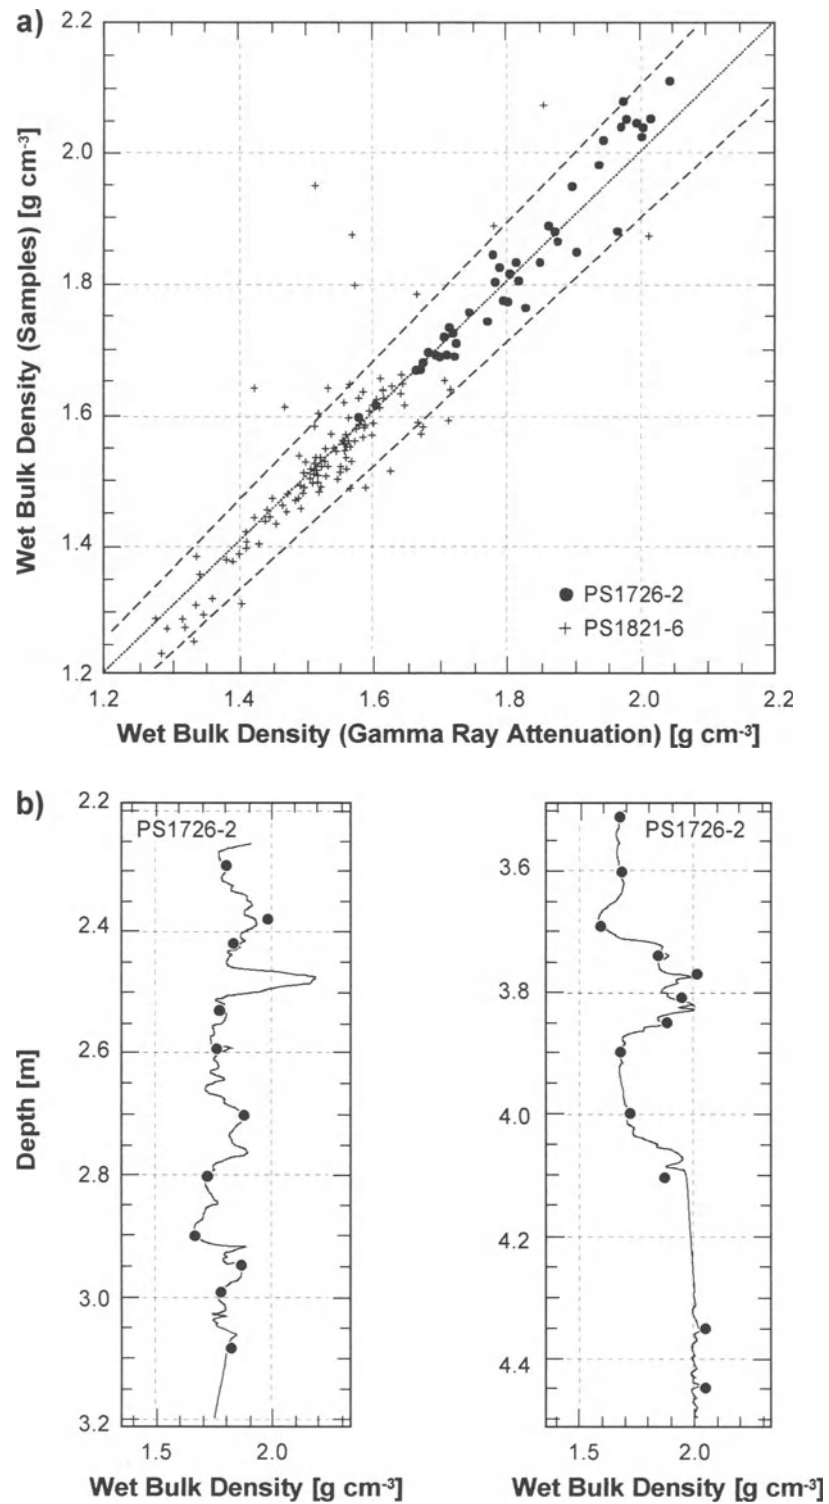 a)
2.2
2.0
1.8
1.6
1.4
1.2
Wet Bulk Density (Samples) [g cm-3]
PS1726-2
PS1821-6
1.2 1.4 1.6 1.8 2.0 2.2
Wet Bulk Density (Gamma Ray Attenuation) [g cm-3]
b)
2.2
2.4
2.6
2.8
3.0
3.2
Depth [m]
PS1726-2
1.5 2.0
Wet Bulk Density [g cm-3]
PS1726-2
3.6
3.8
4.0
4.2
4.4
1.5 2.0
Wet Bulk Density [g cm-3]